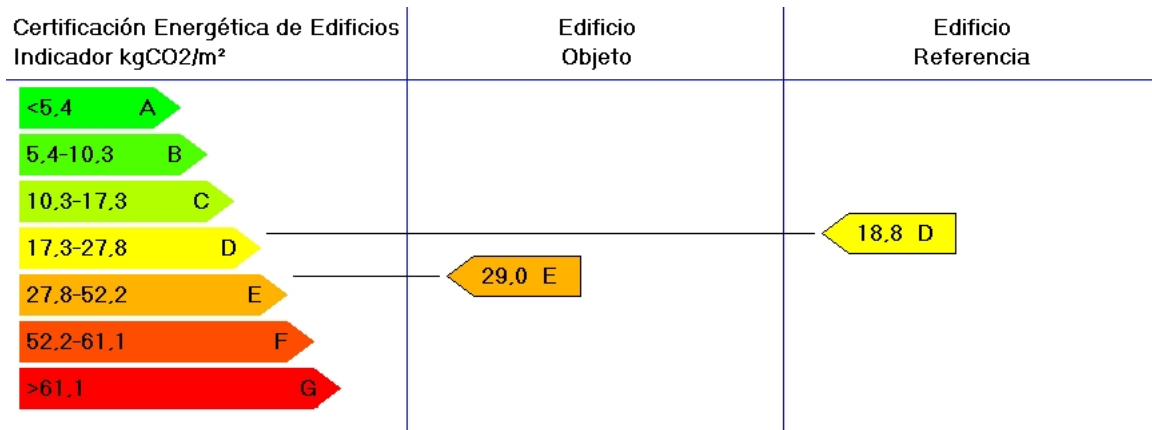 Certificación Energética de Edificios
Indicador kgCO2/m²
Edificio
Objeto
Edificio
Referencia
<5,4 A
5,4-10,3 B
10,3-17,3 C
17,3-27,8 D
18,8 D
27,8-52,2 E
29,0 E
52,2-61,1 F
>61,1 G